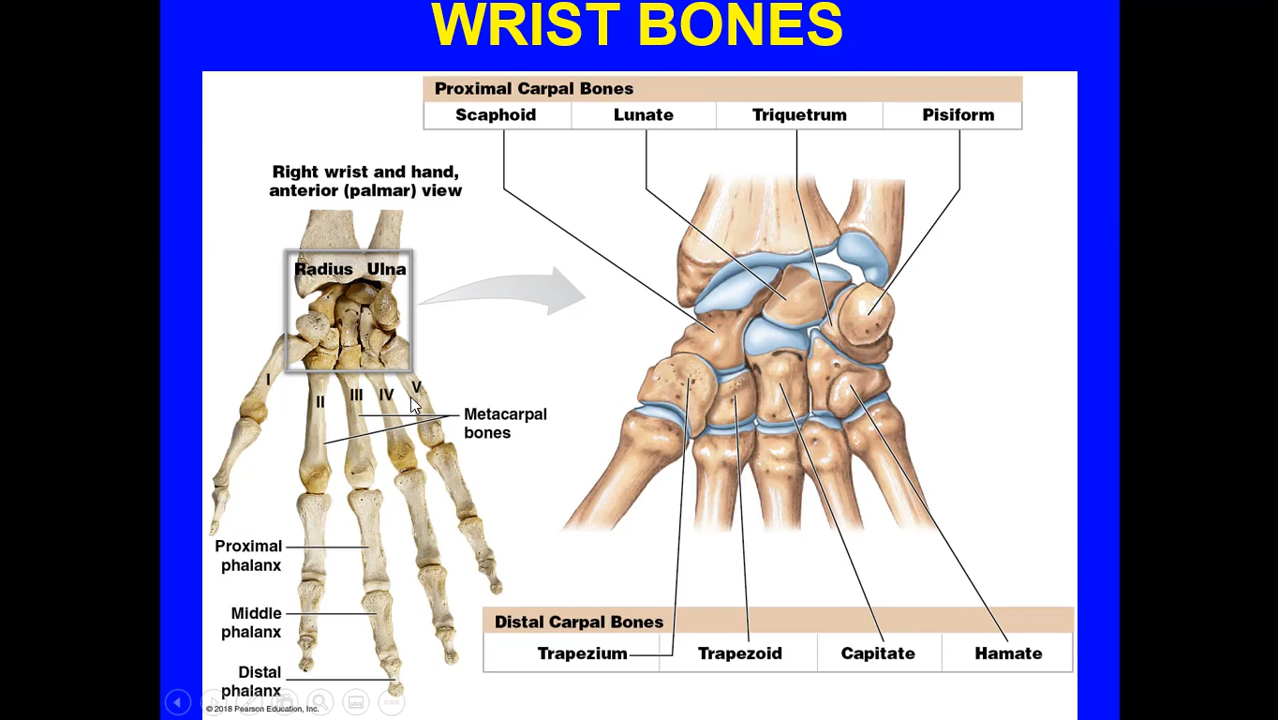 WRIST BONES
Proximal Carpal Bones
Scaphoid Lunate Triquetrum Pisiform
Right wrist and hand,
anterior (palmar) view
Radius Ulna
I
II
III
IV
V
Metacarpal
bones
Proximal
phalanx
Middle
phalanx
Distal
phalanx
Distal Carpal Bones
Trapezium Trapezoid Capitate Hamate
© 2018 Pearson Education, Inc.